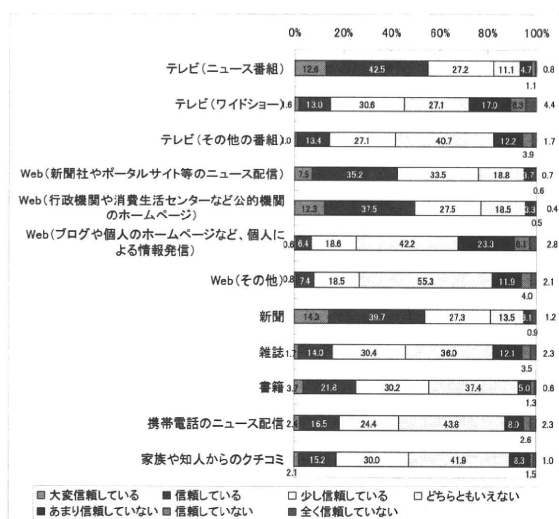 0% 20% 40% 60% 80% 100%
テレビ(ニュース番組) 12.6 42.5 27.2 11.1 4.7 0.8
1.1
テレビ(ワイドショー) 1.6 13.0 30.6 27.1 17.0 6.3 4.4
テレビ(その他の番組) 1.0 13.4 27.1 40.7 12.2 1.7
3.9
Web(新聞社やポータルサイト等のニュース配信) 7.5 35.2 33.5 18.8 3.7 0.7
0.6
Web(行政機関や消費生活センターなど公的機関
のホームページ) 12.3 37.5 27.5 18.5 3.3 0.4
0.5
Web(ブログや個人のホームページなど、個人に
よる情報発信) 0.6 6.4 18.6 42.2 23.3 6.1 2.8
Web(その他) 0.8 7.4 18.5 55.3 11.9 2.1
4.0
新聞 14.3 39.7 27.3 13.5 3.1 1.2
0.9
雑誌 1.7 14.0 30.4 36.0 12.1 2.3
3.5
書籍 21.8 30.2 37.4 5.0 0.6
1.3
携帯電話のニュース配信 16.5 24.4 43.8 8.0 2.3
2.6
家族や知人からのクチコミ 15.2 30.0 41.9 8.3 1.0
2.1 1.5
大変信頼している 信頼している 少し信頼している どちらともいえない
あまり信頼していない 信頼していない 全く信頼していない